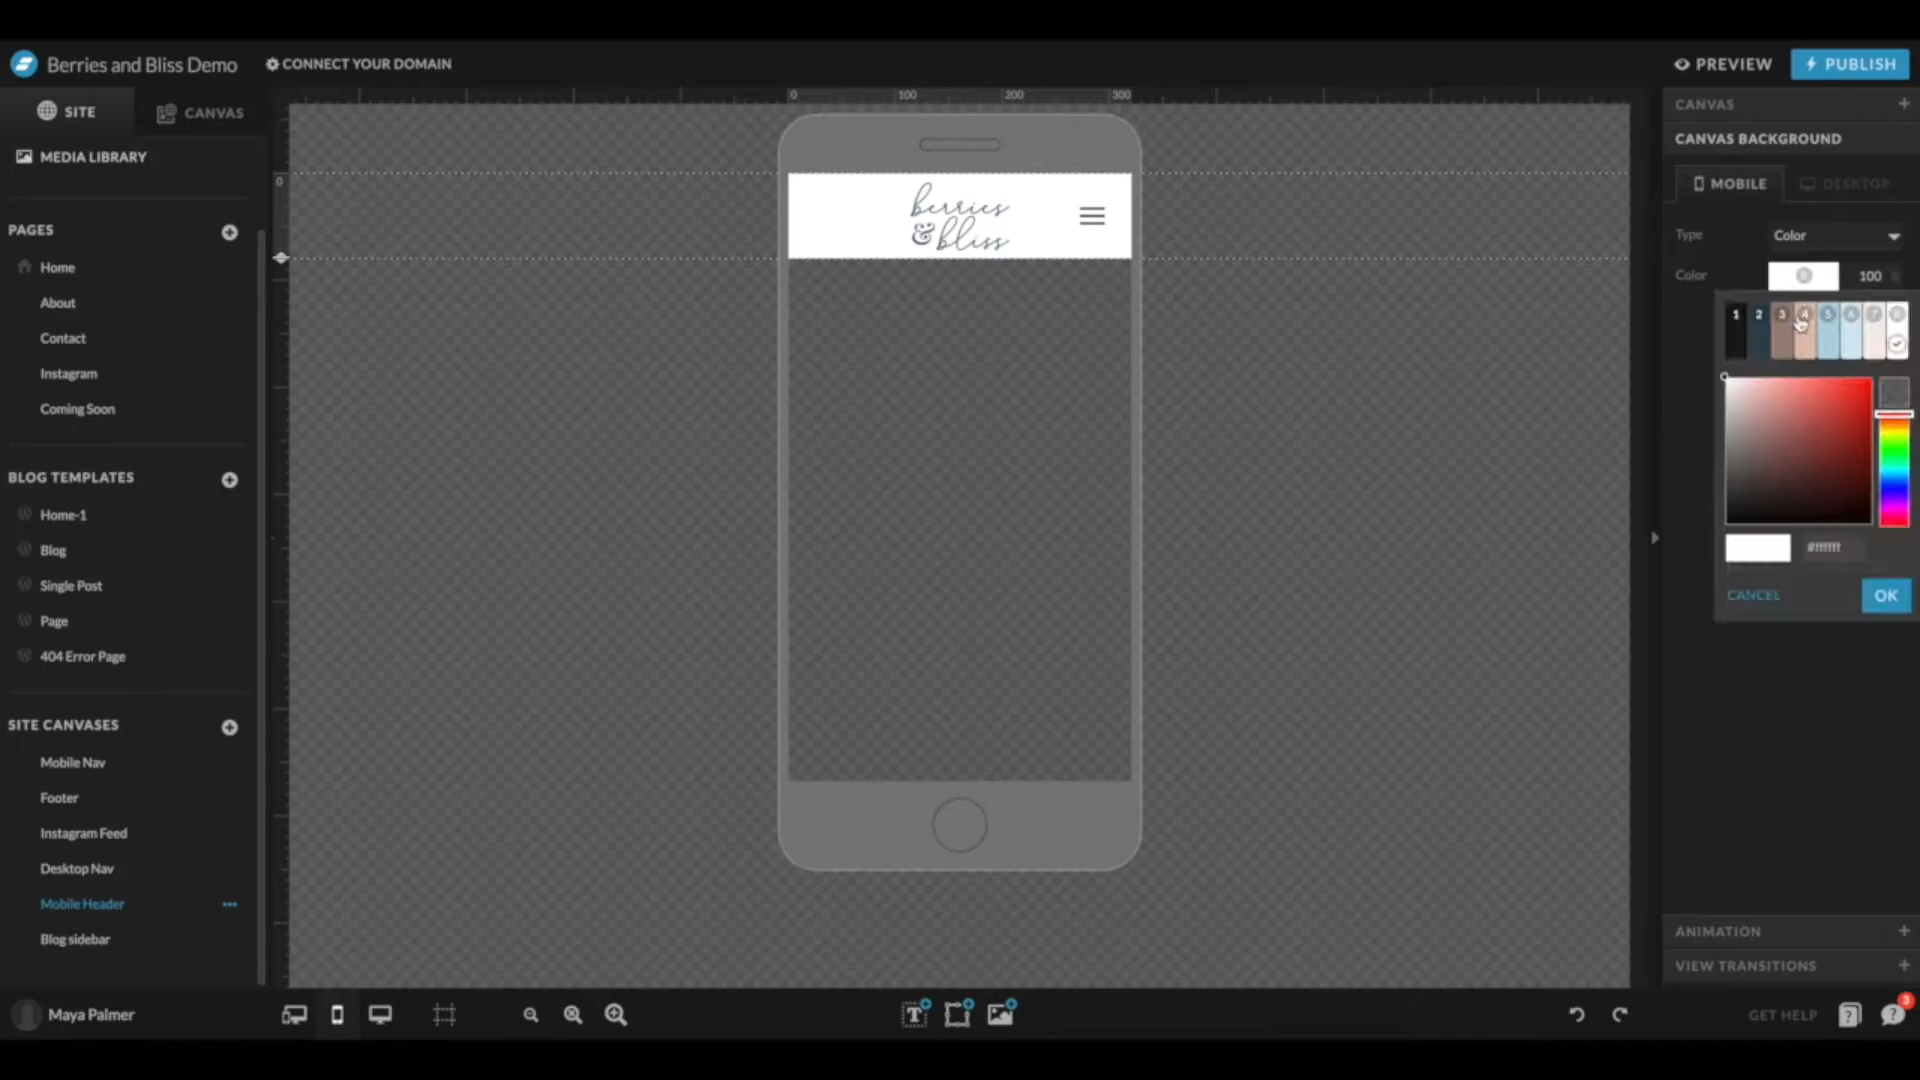 Berries and Bliss Demo
CONNECT YOUR DOMAIN
PREVIEW
PUBLISH
SITE
CANVAS
MEDIA LIBRARY
PAGES
Home
About
Contact
Instagram
Coming Soon
BLOG TEMPLATES
Home-1
Blog
Single Post
Page
404 Error Page
SITE CANVASES
Mobile Nav
Footer
Instagram Feed
Desktop Nav
Mobile Header
Blog sidebar
Maya Palmer
0 100 200 300
0
berries
& bliss
CANVAS
CANVAS BACKGROUND
MOBILE
DESKTOP
Type Color
Color 8 100 %
1 2 3 4 5 6 7 8
#ffffff
CANCEL
OK
ANIMATION
VIEW TRANSITIONS
T
GET HELP
?
?
3